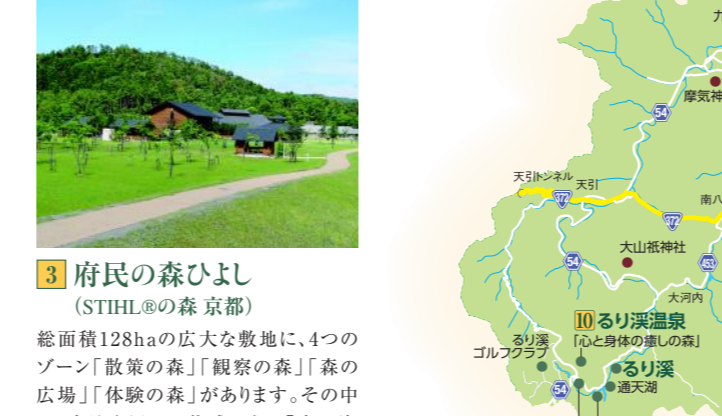 3 府民の森ひよし
(STIHL®の森 京都)
総面積128haの広大な敷地に、4つの
ゾーン「散策の森」「観察の森」「森の
広場」「体験の森」があります。その中
摩気神
54
天引トンネル
天引
372
南八
372
大山祇神社
54
453
大河内
10 るり渓温泉
「心と身体の癒しの森」
るり渓
ゴルフクラブ
るり渓
通天湖
54